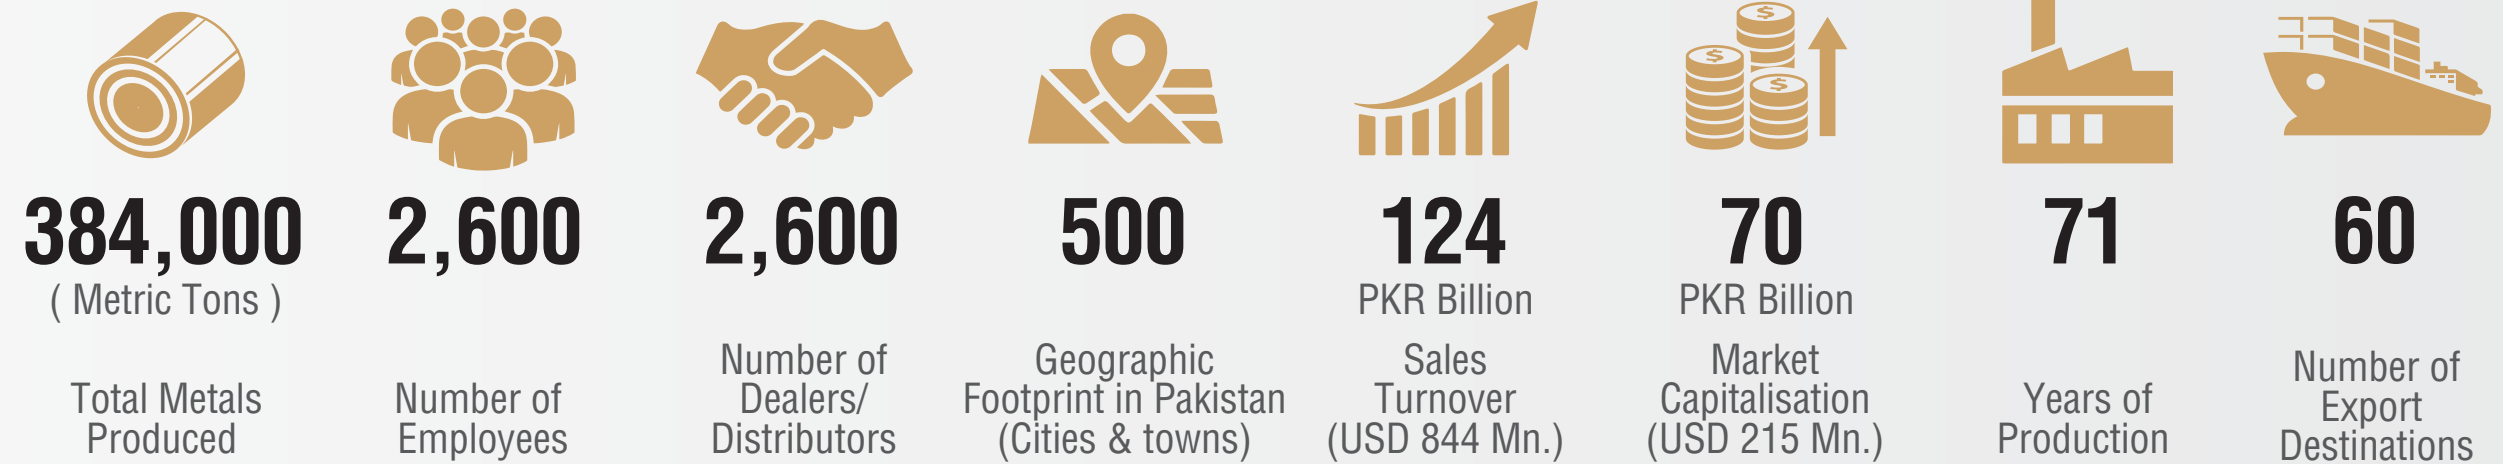 384,000
( Metric Tons )
Total Metals
Produced
2,600
Number of
Employees
2,600
Number of
Dealers/
Distributors
500
Geographic
Footprint in Pakistan
(Cities & towns)
124
PKR Billion
Sales
Turnover
(USD 844 Mn.)
70
PKR Billion
Market
Capitalisation
(USD 215 Mn.)
71
Years of
Production
60
Number of
Export
Destinations